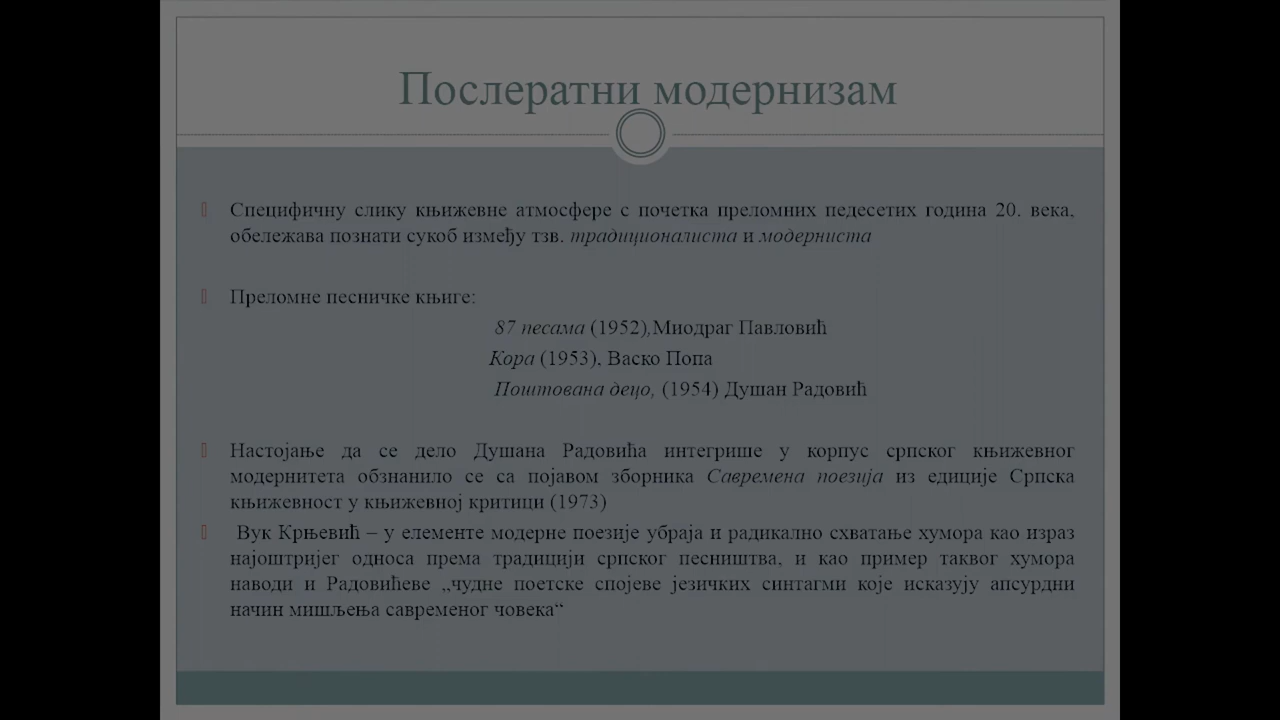 Послератни модернизам
Специфичну слику књижевне атмосфере с почетка преломних педесетих година 20. века,
обележава познати сукоб између тзв. традиционалиста и модерниста
Преломне песничке књиге:
87 песама (1952),Миодраг Павловић
Кора (1953), Васко Попа
Поштована децо, (1954) Душан Радовић
Настојање да се дело Душана Радовића интегрише у корпус српског књижевног
модернитета обзнанило се са појавом зборника Савремена поезија из едиције Српска
књижевност у књижевној критици (1973)
Вук Крњевић – у елементе модерне поезије убраја и радикално схватање хумора као израз
најоштријег односа према традицији српског песништва, и као пример таквог хумора
наводи и Радовићеве „чудне поетске спојеве језичких синтагми које исказују апсурдни
начин мишљења савременог човека“